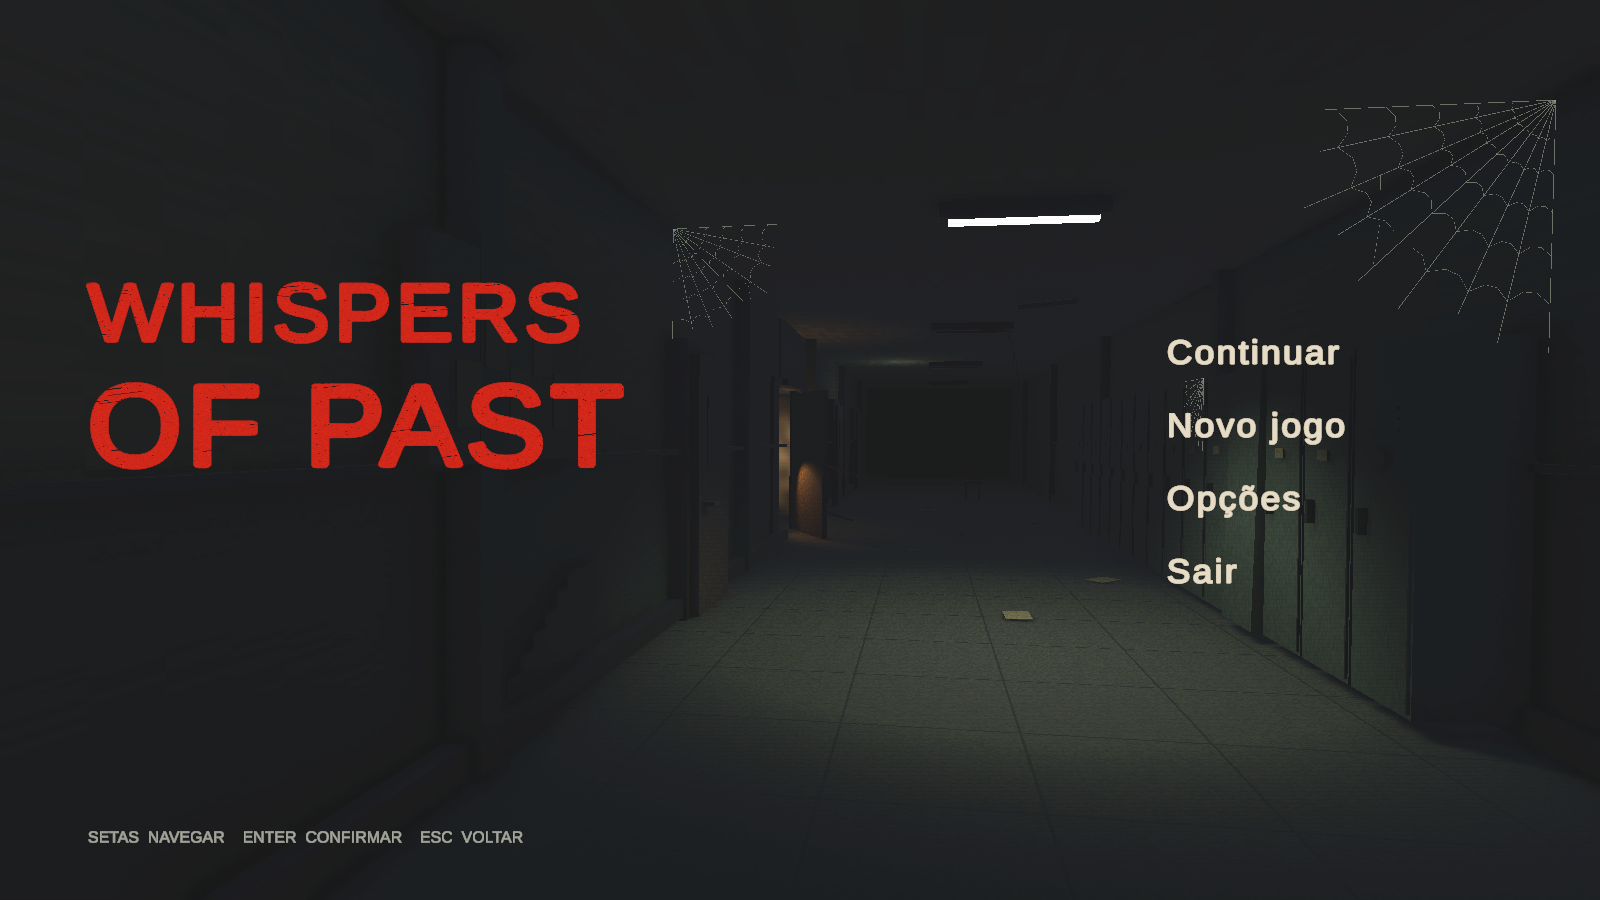 WHISPERS
OF PAST
Continuar
Novo jogo
Opções
Sair
SETAS NAVEGAR ENTER CONFIRMAR ESC VOLTAR